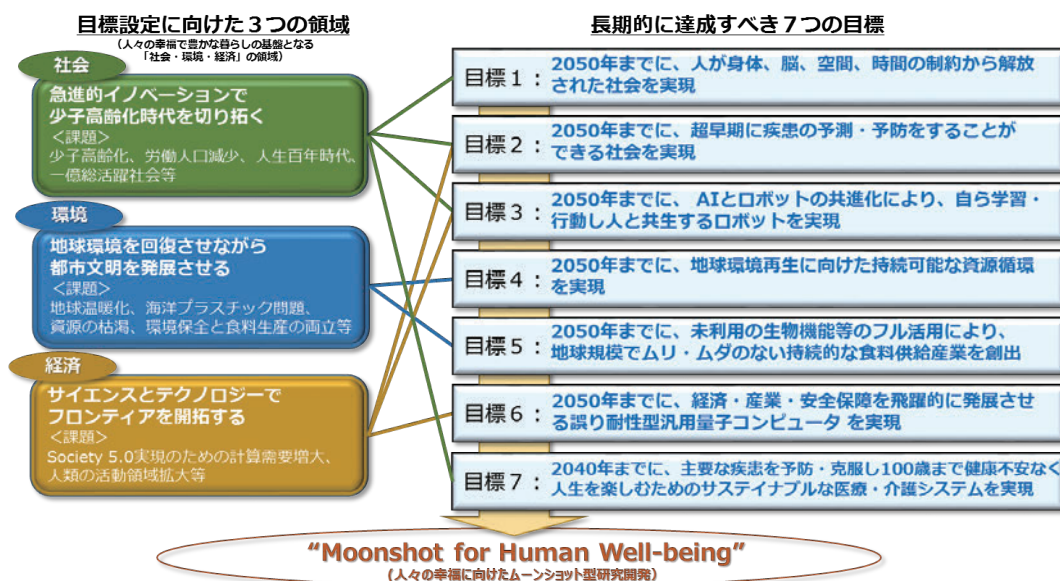 目標設定に向けた３つの領域
(人々の幸福で豊かな暮らしの基盤となる
「社会・環境・経済」の領域)
社会
急進的イノベーションで
少子高齢化時代を切り拓く
＜課題＞
少子高齢化、労働人口減少、人生百年時代、
一億総活躍社会等
環境
地球環境を回復させながら
都市文明を発展させる
＜課題＞
地球温暖化、海洋プラスチック問題、
資源の枯渇、環境保全と食料生産の両立等
経済
サイエンスとテクノロジーで
フロンティアを開拓する
＜課題＞
Society 5.0実現のための計算需要増大、
人類の活動領域拡大等
長期的に達成すべき７つの目標
目標１：
2050年までに、人が身体、脳、空間、時間の制約から解放
された社会を実現
目標２：
2050年までに、超早期に疾患の予測・予防をすることが
できる社会を実現
目標３：
2050年までに、 AIとロボットの共進化により、自ら学習・
行動し人と共生するロボットを実現
目標４：
2050年までに、地球環境再生に向けた持続可能な資源循環
を実現
目標５：
2050年までに、未利用の生物機能等のフル活用により、
地球規模でムリ・ムダのない持続的な食料供給産業を創出
目標６：
2050年までに、経済・産業・安全保障を飛躍的に発展させ
る誤り耐性型汎用量子コンピュータ を実現
目標７：
2040年までに、主要な疾患を予防・克服し100歳まで健康不安なく
人生を楽しむためのサステイナブルな医療・介護システムを実現
“Moonshot for Human Well-being”
(人々の幸福に向けたムーンショット型研究開発)